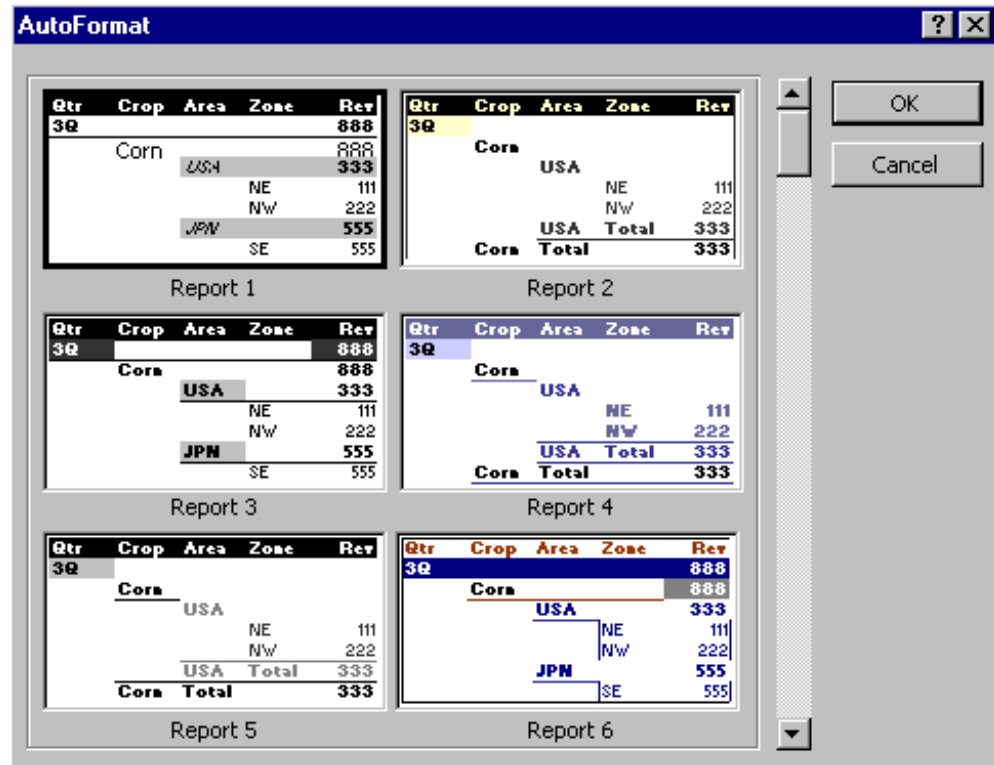 AutoFormat
?
OK
Cancel
Qtr Crop Area Zone Rev
3Q 888
Corn 888
USA 333
NE 111
NW 222
JPN 555
SE 555
Report 1
Qtr Crop Area Zone Rev
3Q
Corn
USA
NE 111
NW 222
USA Total 333
Corn Total 333
Report 2
Qtr Crop Area Zone Rev
3Q 888
Corn 888
USA 333
NE 111
NW 222
JPN 555
SE 555
Report 3
Qtr Crop Area Zone Rev
3Q
Corn
USA
NE 111
NW 222
USA Total 333
Corn Total 333
Report 4
Qtr Crop Area Zone Rev
3Q
Corn
USA
NE 111
NW 222
USA Total 333
Corn Total 333
Report 5
Qtr Crop Area Zone Rev
3Q 888
Corn 888
USA 333
NE 111
NW 222
JPN 555
SE 555
Report 6